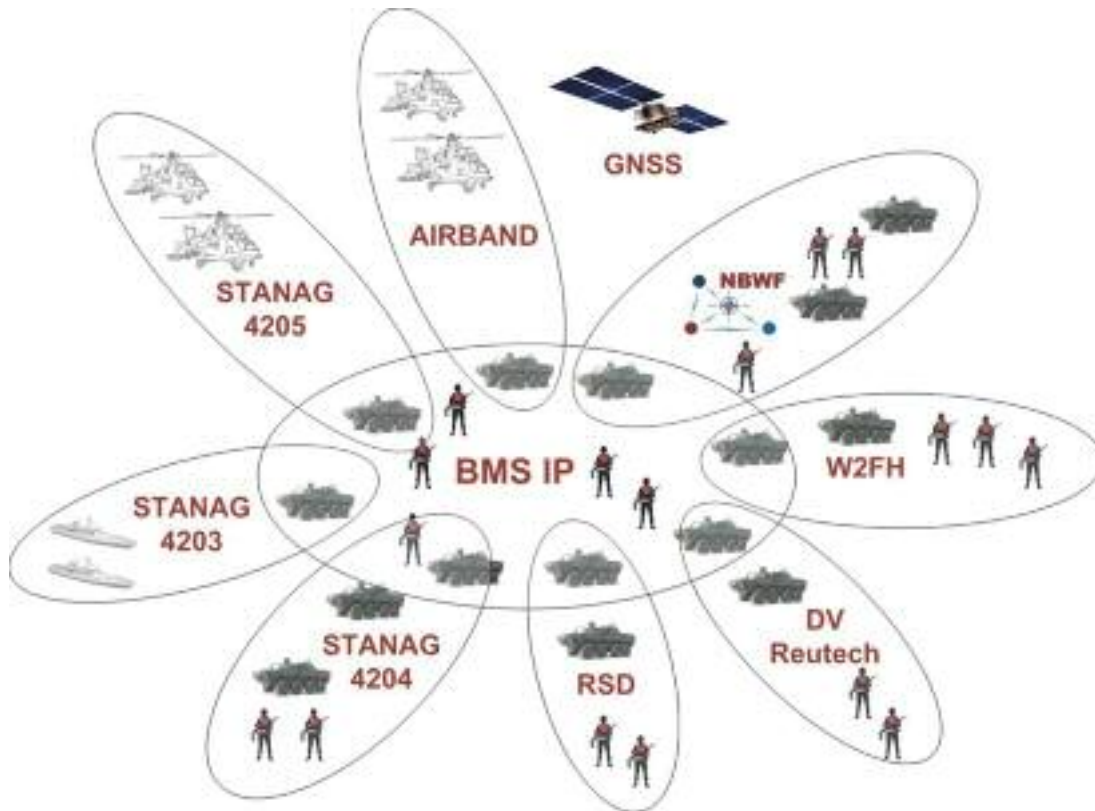 GNSS
AIRBAND
STANAG
4205
NBWF
BMS IP
W2FH
STANAG
4203
STANAG
4204
RSD
DV
Reutech